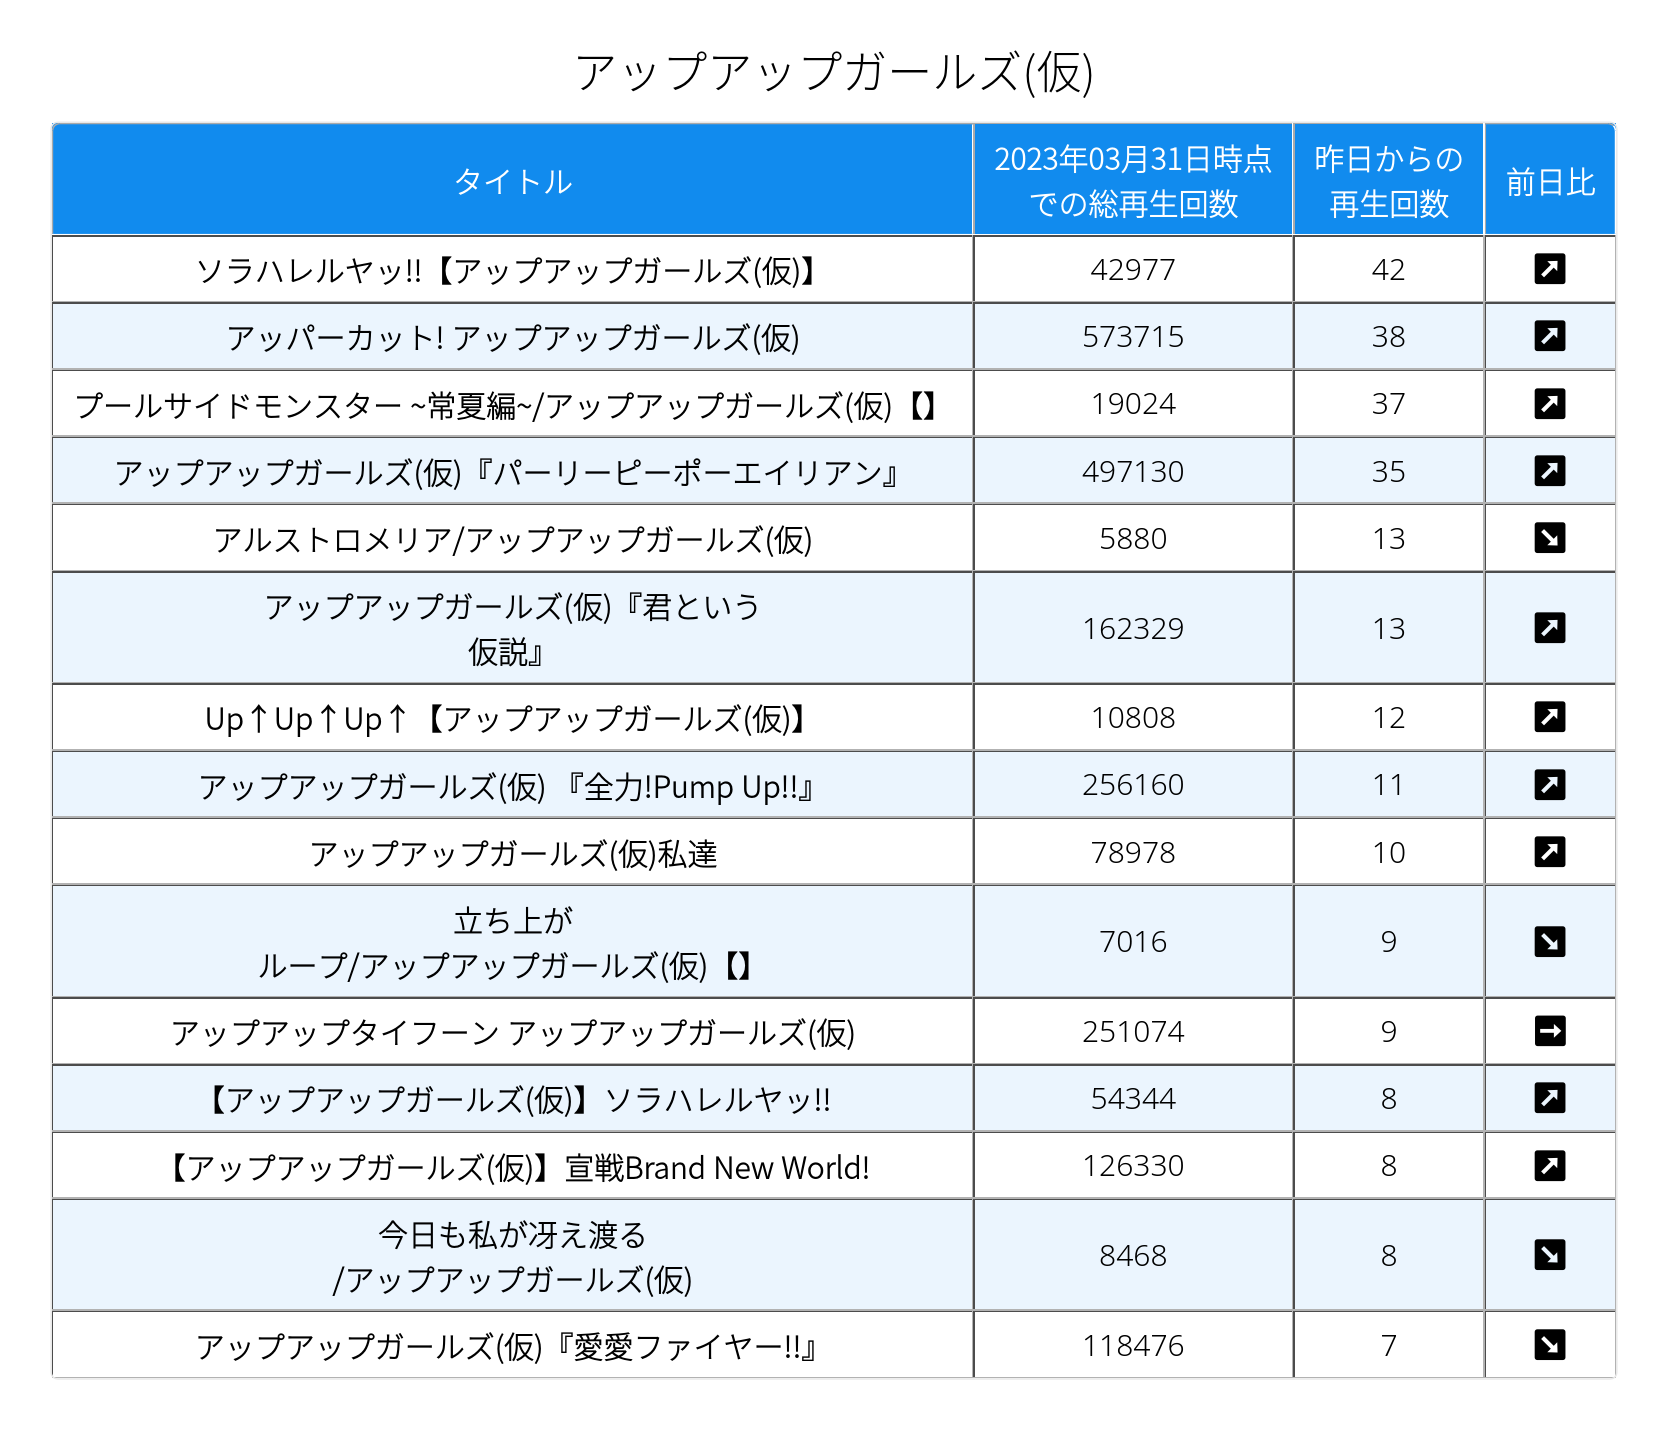 アップアップガールズ(仮)
タイトル 2023年03月31日時点での総再生回数 昨日からの再生回数 前日比
ソラハレルヤッ!!【アップアップガールズ(仮)】 42977 42
アッパーカット! アップアップガールズ(仮) 573715 38
プールサイドモンスター ~常夏編~/アップアップガールズ(仮)【】 19024 37
アップアップガールズ(仮)『パーリーピーポーエイリアン』 497130 35
アルストロメリア/アップアップガールズ(仮) 5880 13
アップアップガールズ(仮)『君という
仮説』 162329 13
Up↑Up↑Up↑【アップアップガールズ(仮)】 10808 12
アップアップガールズ(仮) 『全力!Pump Up!!』 256160 11
アップアップガールズ(仮)私達 78978 10
立ち上が
ループ/アップアップガールズ(仮)【】 7016 9
アップアップタイフーン アップアップガールズ(仮) 251074 9
【アップアップガールズ(仮)】ソラハレルヤッ!! 54344 8
【アップアップガールズ(仮)】宣戦Brand New World! 126330 8
今日も私が冴え渡る
/アップアップガールズ(仮) 8468 8
アップアップガールズ(仮)『愛愛ファイヤー!!』 118476 7